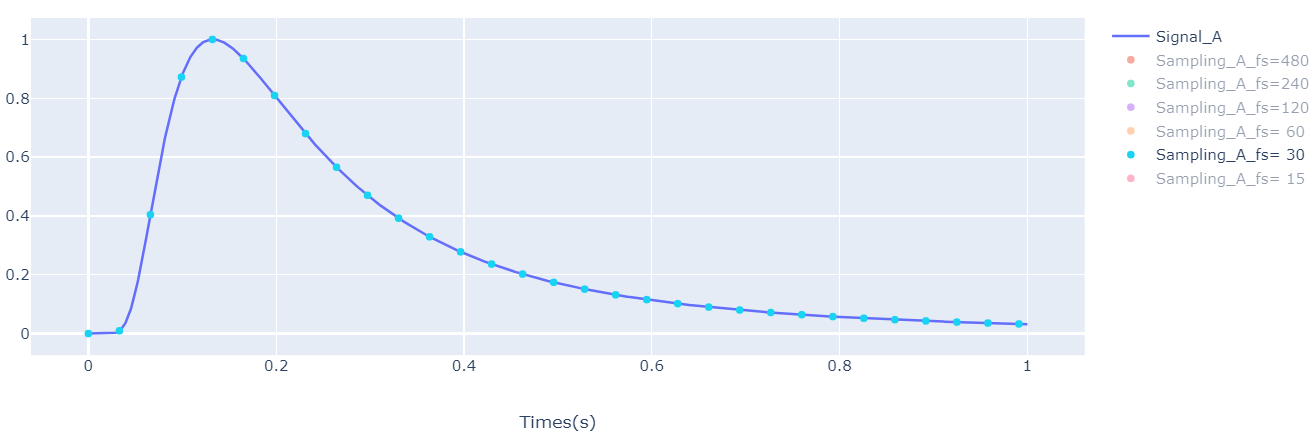 1
0.8
0.6
0.4
0.2
0
0
0.2
0.4
0.6
0.8
1
Times(s)
Signal_A
Sampling_A_fs=480
Sampling_A_fs=240
Sampling_A_fs=120
Sampling_A_fs= 60
Sampling_A_fs= 30
Sampling_A_fs= 15